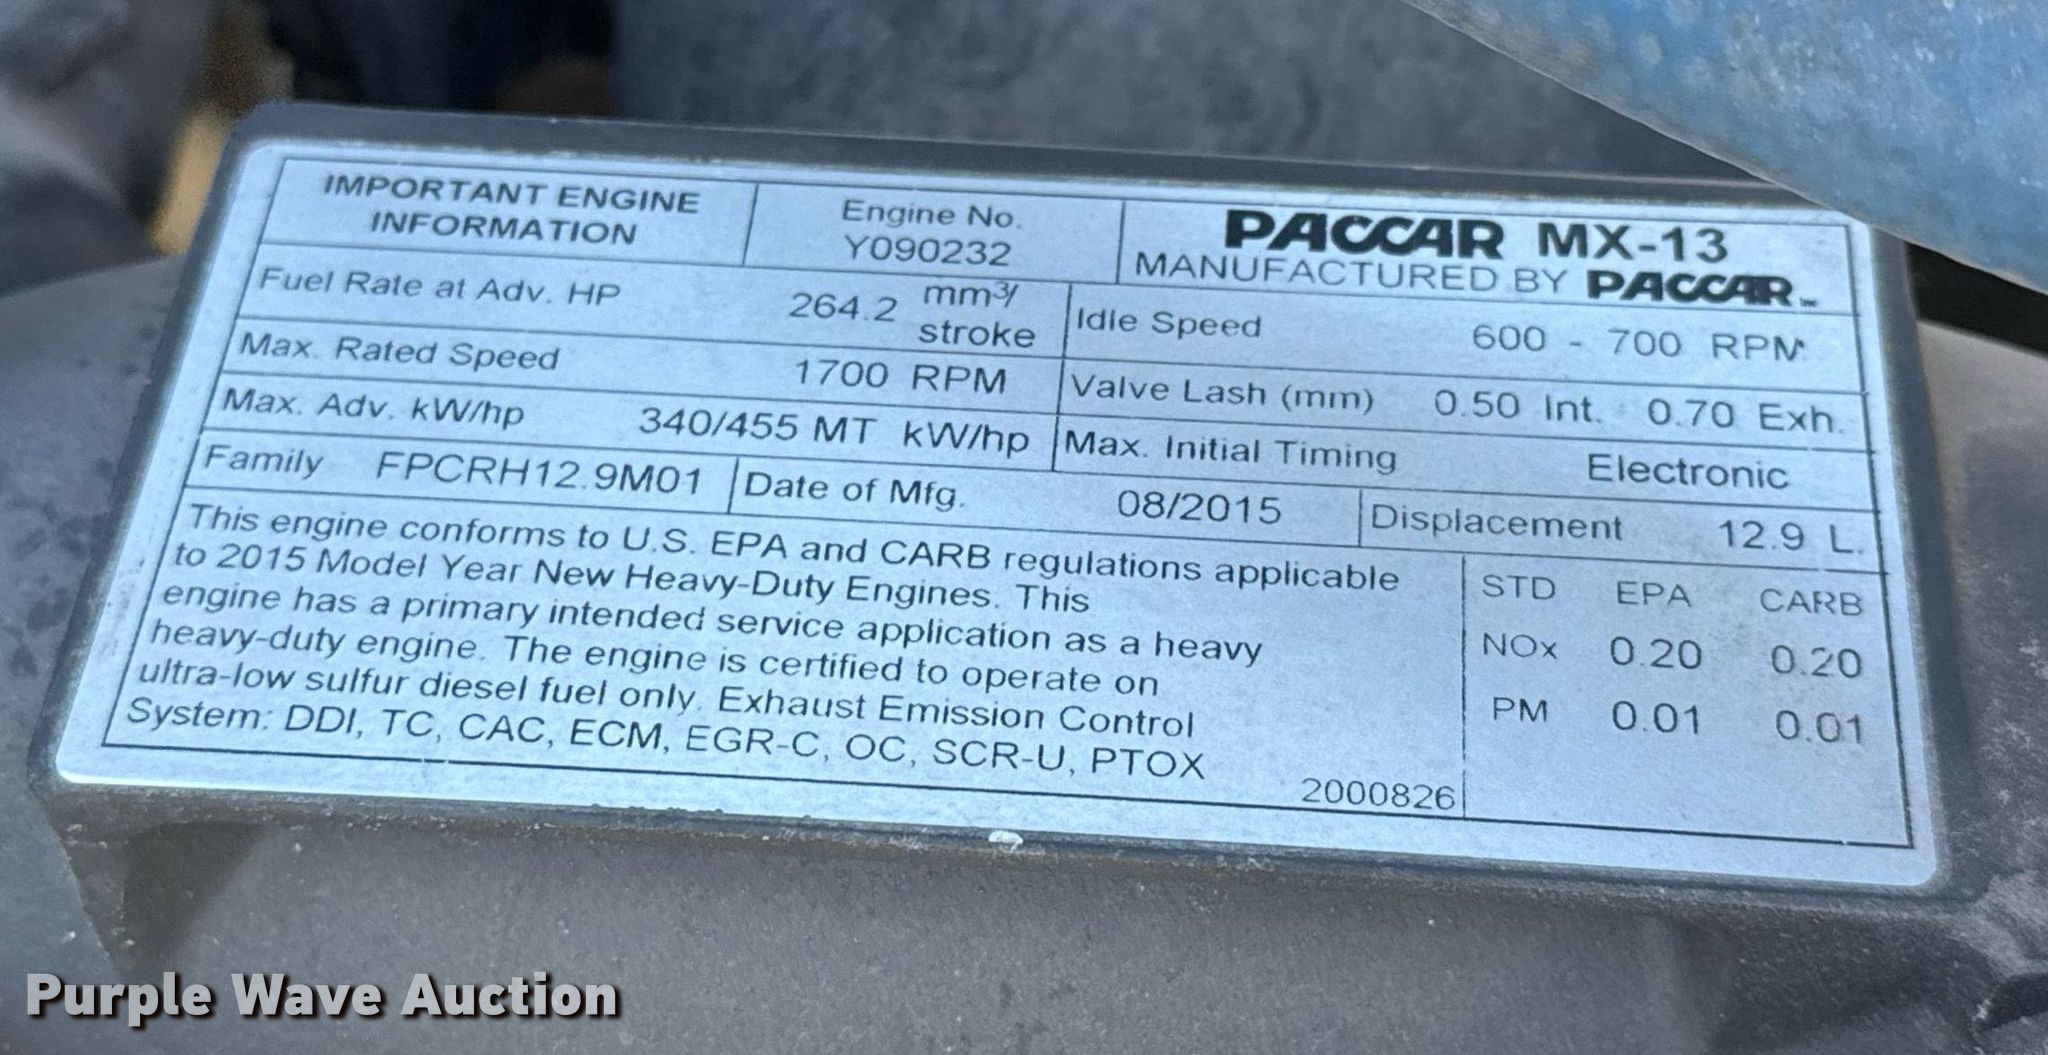 IMPORTANT ENGINE
INFORMATION
Engine No.
Y090232
PACCAR MX-13
MANUFACTURED BY PACCAR
Fuel Rate at Adv. HP 264.2 mm³/
stroke
Idle Speed 600 - 700 RPM
Max. Rated Speed 1700 RPM
Valve Lash (mm) 0.50 Int. 0.70 Exh.
Max. Adv. kW/hp 340/455 MT kW/hp
Max. Initial Timing Electronic
Family FPCRH12.9M01
Date of Mfg. 08/2015
Displacement 12.9 L.
This engine conforms to U.S. EPA and CARB regulations applicable
to 2015 Model Year New Heavy-Duty Engines. This
engine has a primary intended service application as a heavy
heavy-duty engine. The engine is certified to operate on
ultra-low sulfur diesel fuel only. Exhaust Emission Control
System: DDI, TC, CAC, ECM, EGR-C, OC, SCR-U, PTOX
2000826
STD EPA CARB
NOx 0.20 0.20
PM 0.01 0.01
Purple Wave Auction